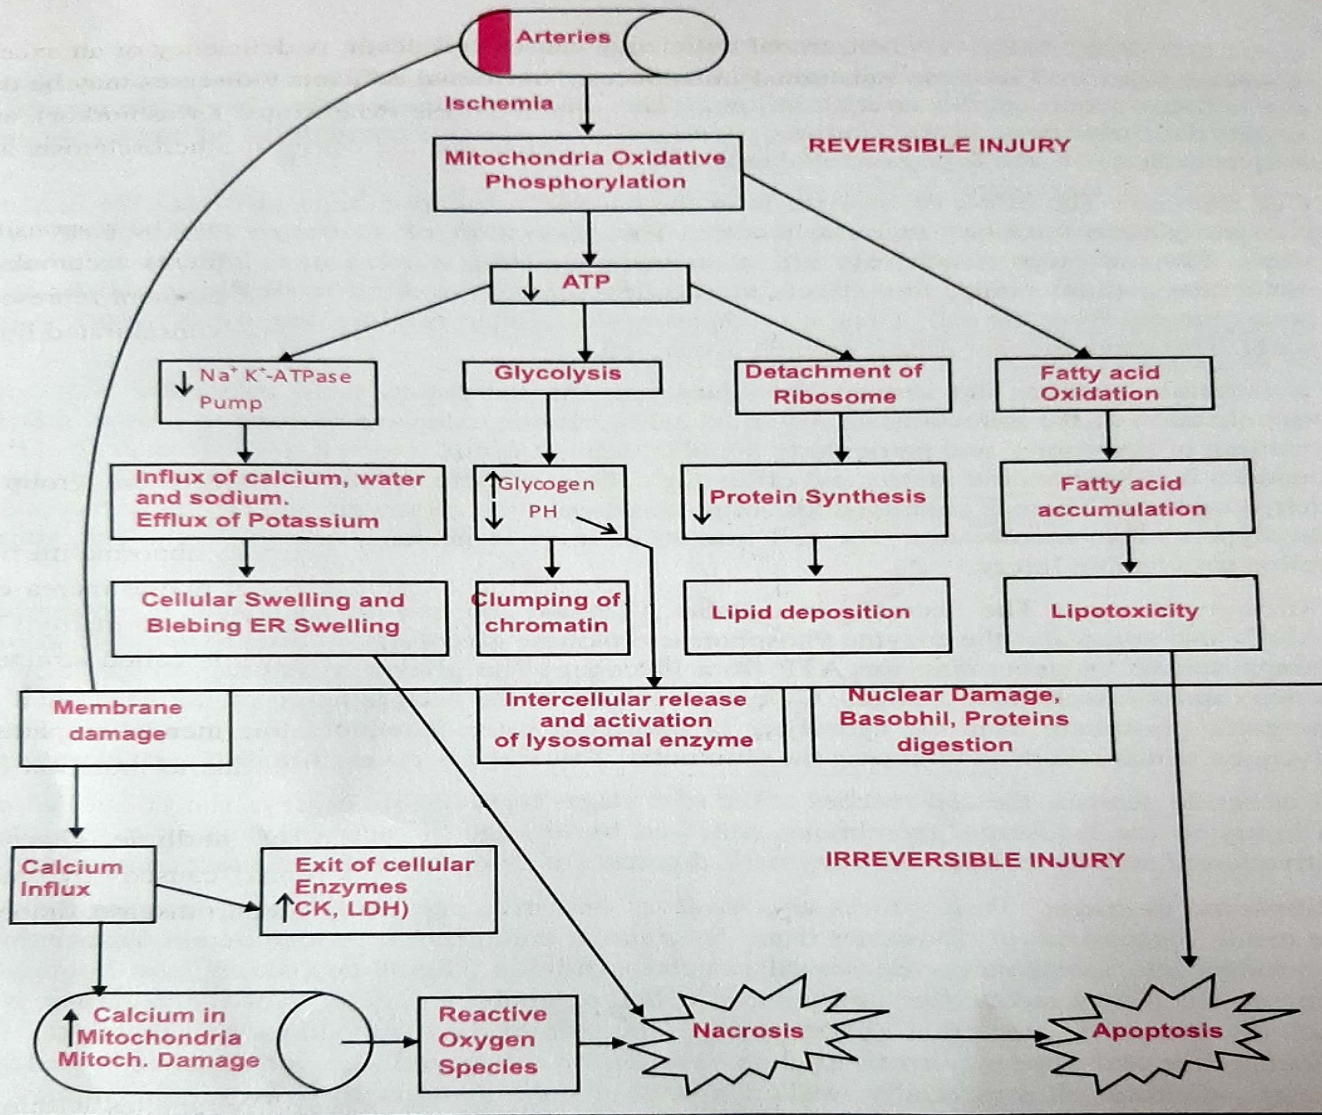 Arteries
Ischemia
Mitochondria Oxidative
Phosphorylation
REVERSIBLE INJURY
↓ ATP
↓ Na⁺ K⁺-ATPase
Pump
Glycolysis
Detachment of
Ribosome
Fatty acid
Oxidation
Influx of calcium, water
and sodium.
Efflux of Potassium
↑ Glycogen
↓ PH
↓ Protein Synthesis
Fatty acid
accumulation
Cellular Swelling and
Blebing ER Swelling
Clumping of
chromatin
Lipid deposition
Lipotoxicity
Membrane
damage
Intercellular release
and activation
of lysosomal enzyme
Nuclear Damage,
Basobhil, Proteins
digestion
Calcium
Influx
Exit of cellular
Enzymes
↑ CK, LDH)
IRREVERSIBLE INJURY
↑ Calcium in
Mitochondria
Mitoch. Damage
Reactive
Oxygen
Species
Nacrosis
Apoptosis